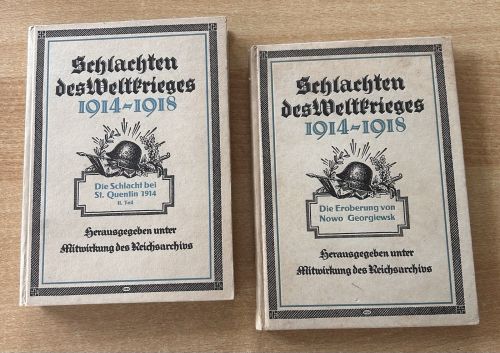 Schlachten
des Weltkrieges
1914-1918
Die Schlacht bei
St. Quentin 1914
II. Teil
Herausgegeben unter
Mitwirkung des Reichsarchivs
Schlachten
des Weltkrieges
1914-1918
Die Eroberung von
Nowo Georgiewsk
Herausgegeben unter
Mitwirkung des Reichsarchivs